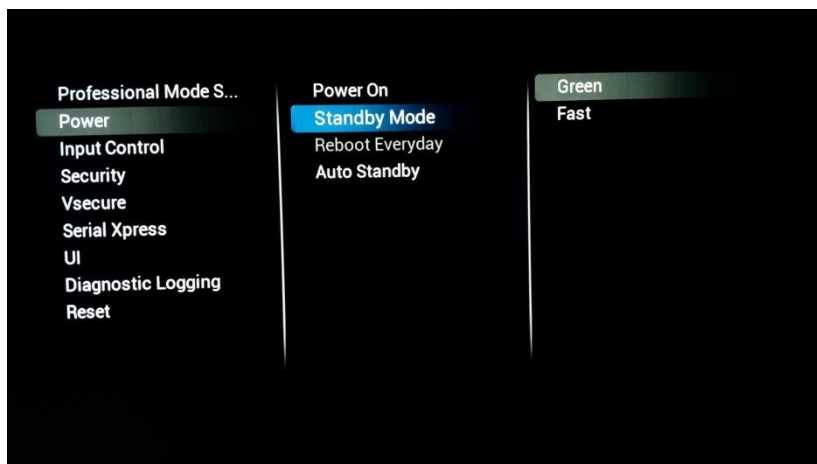 Professional Mode S...
Power
Input Control
Security
Vsecure
Serial Xpress
UI
Diagnostic Logging
Reset
Power On
Standby Mode
Reboot Everyday
Auto Standby
Green
Fast